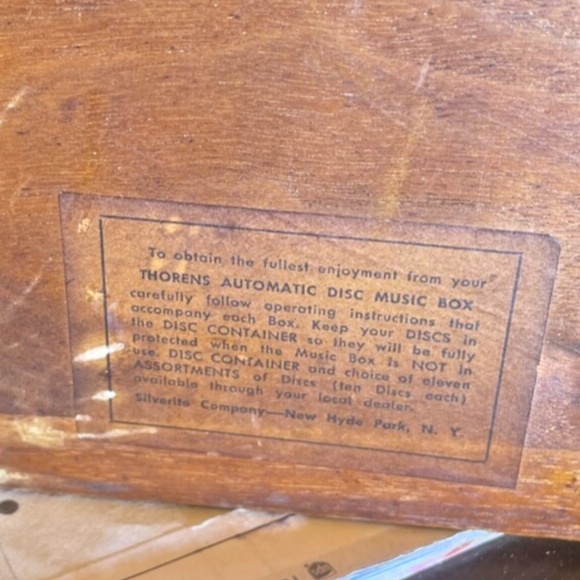 To obtain the fullest enjoyment from your
THORENS AUTOMATIC DISC MUSIC BOX
carefully follow operating instructions that
accompany each Box. Keep your DISCS in
the DISC CONTAINER so they will be fully
protected when the Music Box is NOT in
use. DISC CONTAINER and choice of eleven
ASSORTMENTS of Discs (ten Discs each)
available through your local dealer.
Silverite Company—New Hyde Park, N. Y.